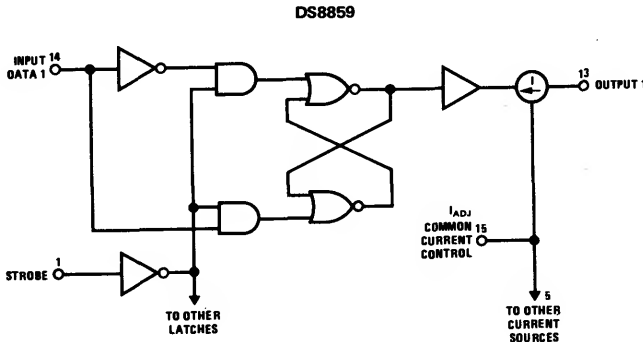 DS8859
INPUT 14
DATA 1
I
13
OUTPUT 1
I ADJ
COMMON
CURRENT 15
CONTROL
1
STROBE
TO OTHER
LATCHES
5
TO OTHER
CURRENT
SOURCES